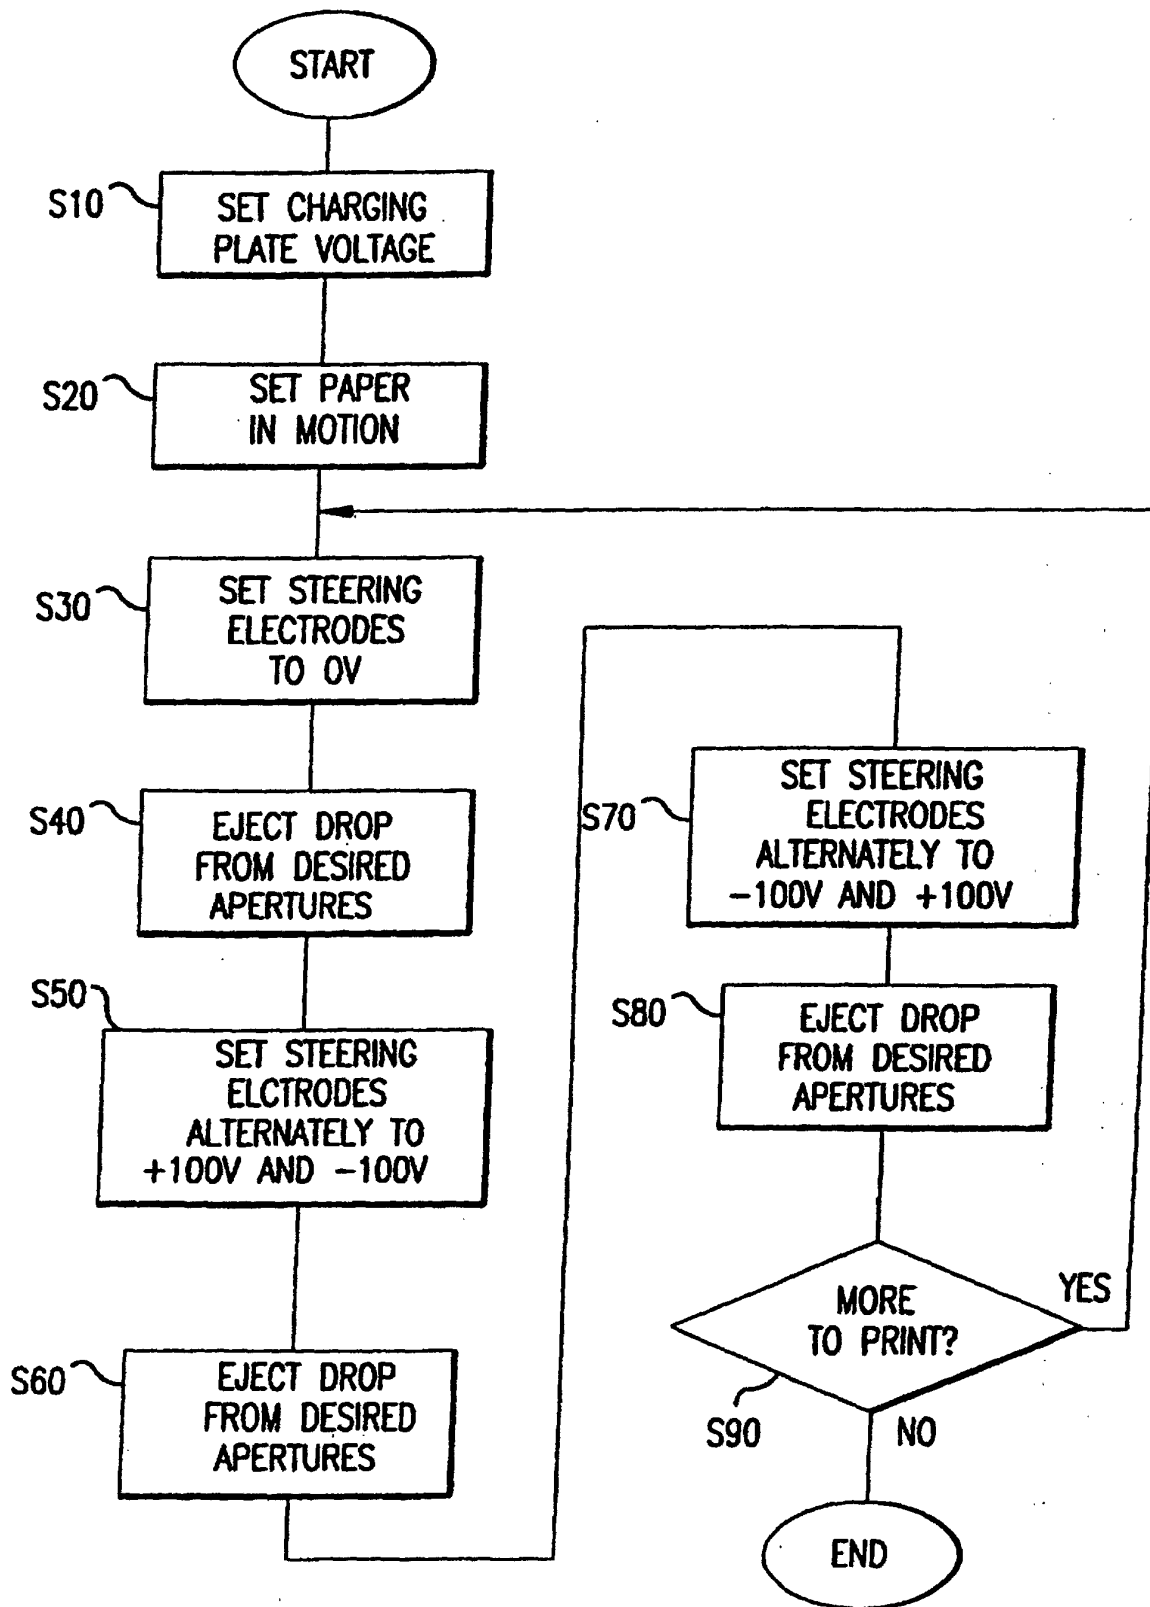 START
S10
SET CHARGING
PLATE VOLTAGE
S20
SET PAPER
IN MOTION
S30
SET STEERING
ELECTRODES
TO 0V
S40
EJECT DROP
FROM DESIRED
APERTURES
S50
SET STEERING
ELCTRODES
ALTERNATELY TO
+100V AND -100V
S60
EJECT DROP
FROM DESIRED
APERTURES
S70
SET STEERING
ELECTRODES
ALTERNATELY TO
-100V AND +100V
S80
EJECT DROP
FROM DESIRED
APERTURES
MORE
TO PRINT?
YES
S90
NO
END